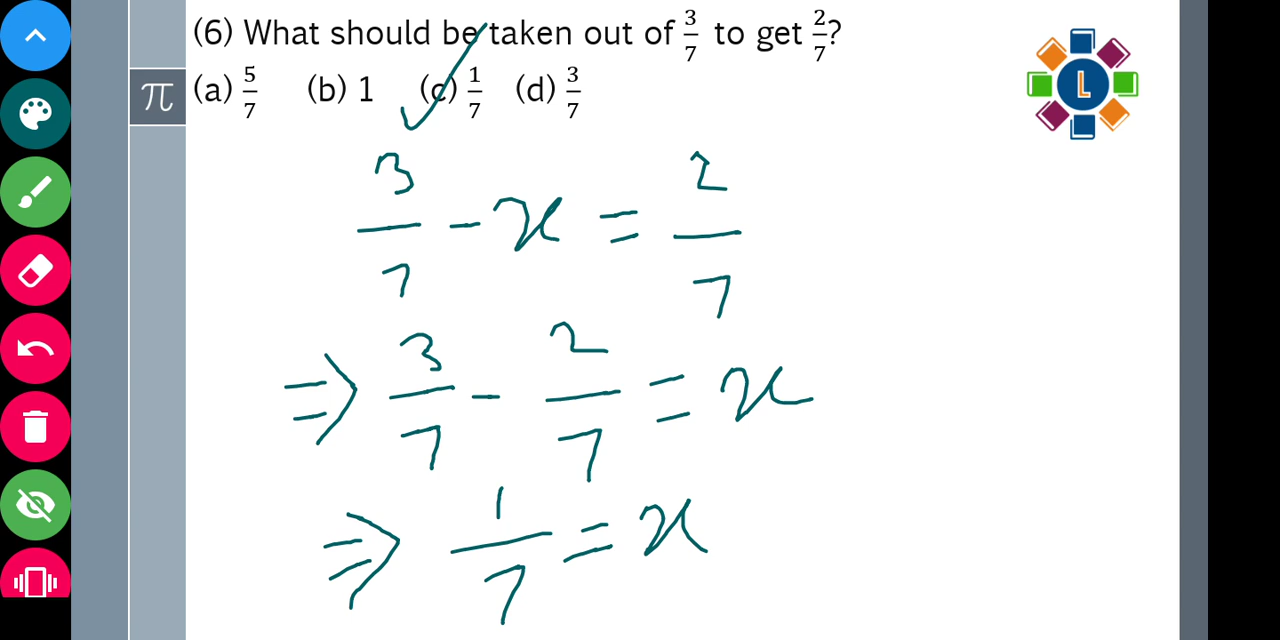 (6) What should be taken out of 3/7 to get 2/7?
π
(a) 5/7 (b) 1 (c) 1/7 (d) 3/7
L
3/7 - x = 2/7
⇒ 3/7 - 2/7 = x
⇒ 1/7 = x